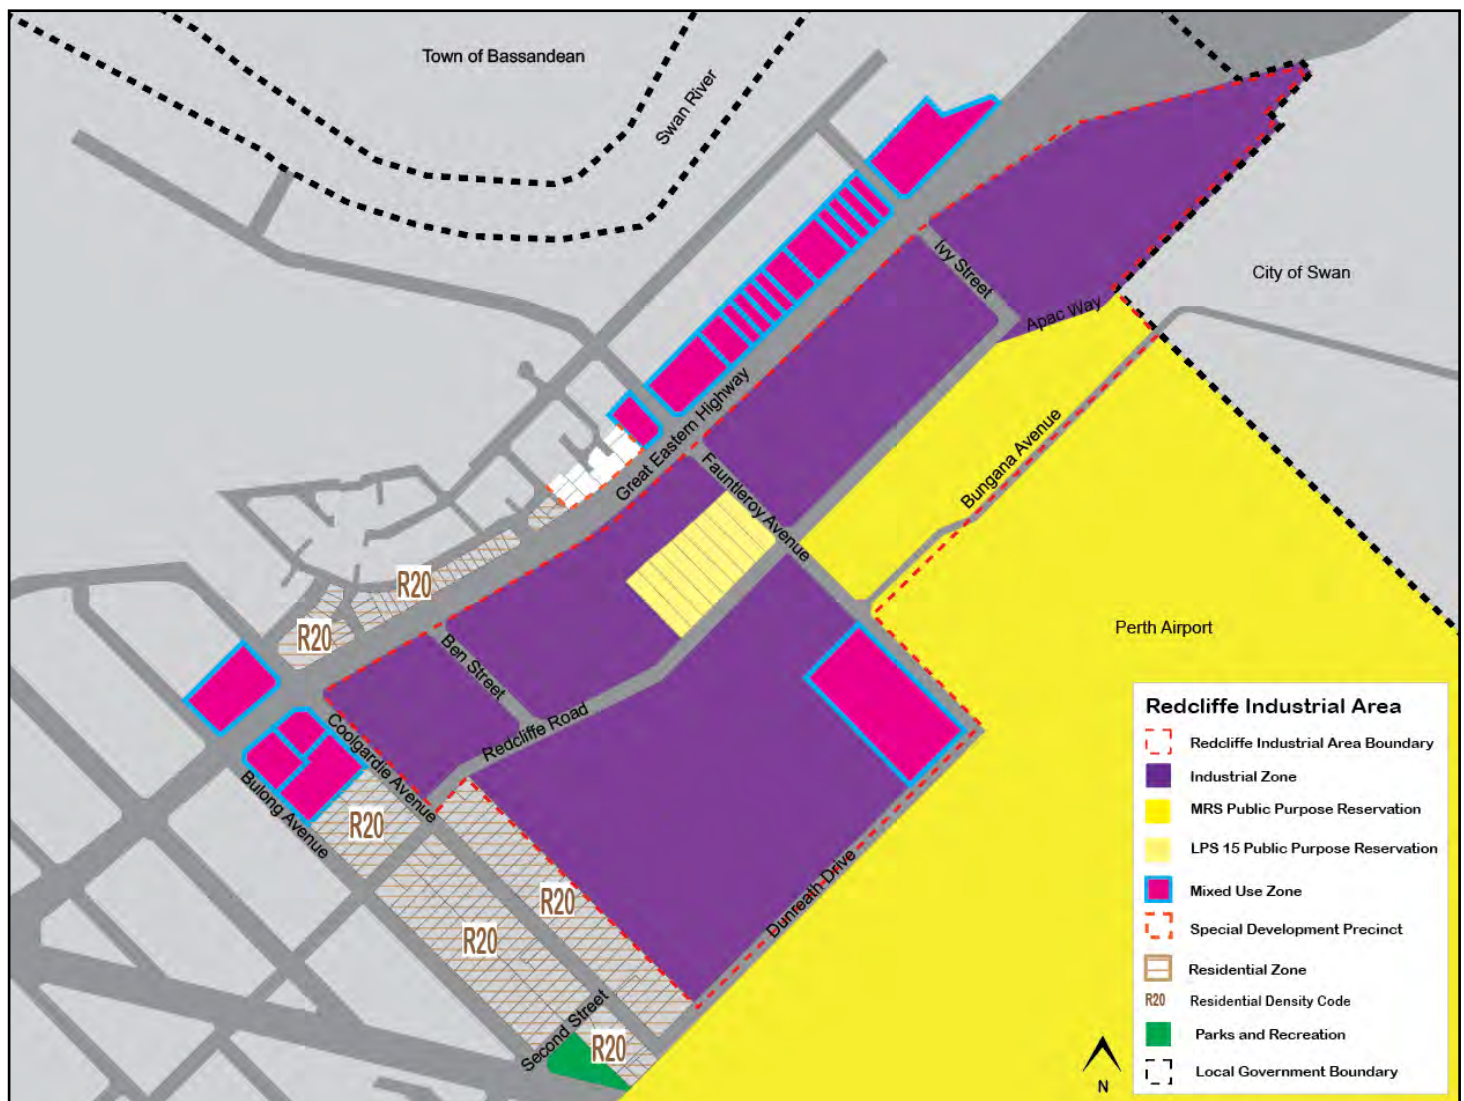 Town of Bassandean
Swan River
City of Swan
Ivy Street
Apac Way
Great Eastern Highway
Fauntleroy Avenue
Bungana Avenue
R20
R20
Perth Airport
Ben Street
Redcliffe Road
Coolgardie Avenue
Bulong Avenue
R20
R20
R20
Dunreath Drive
Second Street
R20
N
Redcliffe Industrial Area
Redcliffe Industrial Area Boundary
Industrial Zone
MRS Public Purpose Reservation
LPS 15 Public Purpose Reservation
Mixed Use Zone
Special Development Precinct
Residential Zone
R20 Residential Density Code
Parks and Recreation
Local Government Boundary